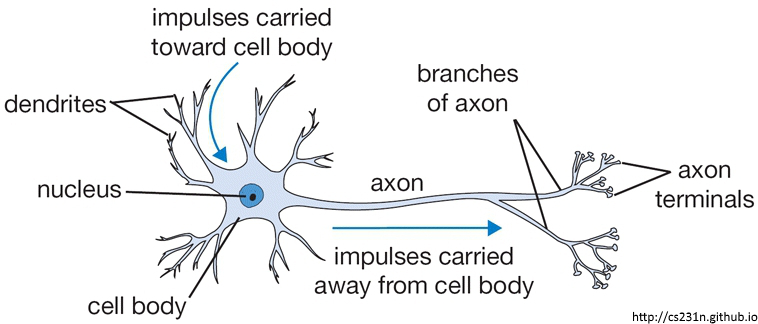 impulses carried
toward cell body
dendrites
nucleus
cell body
axon
impulses carried
away from cell body
branches
of axon
axon
terminals
http://cs231n.github.io